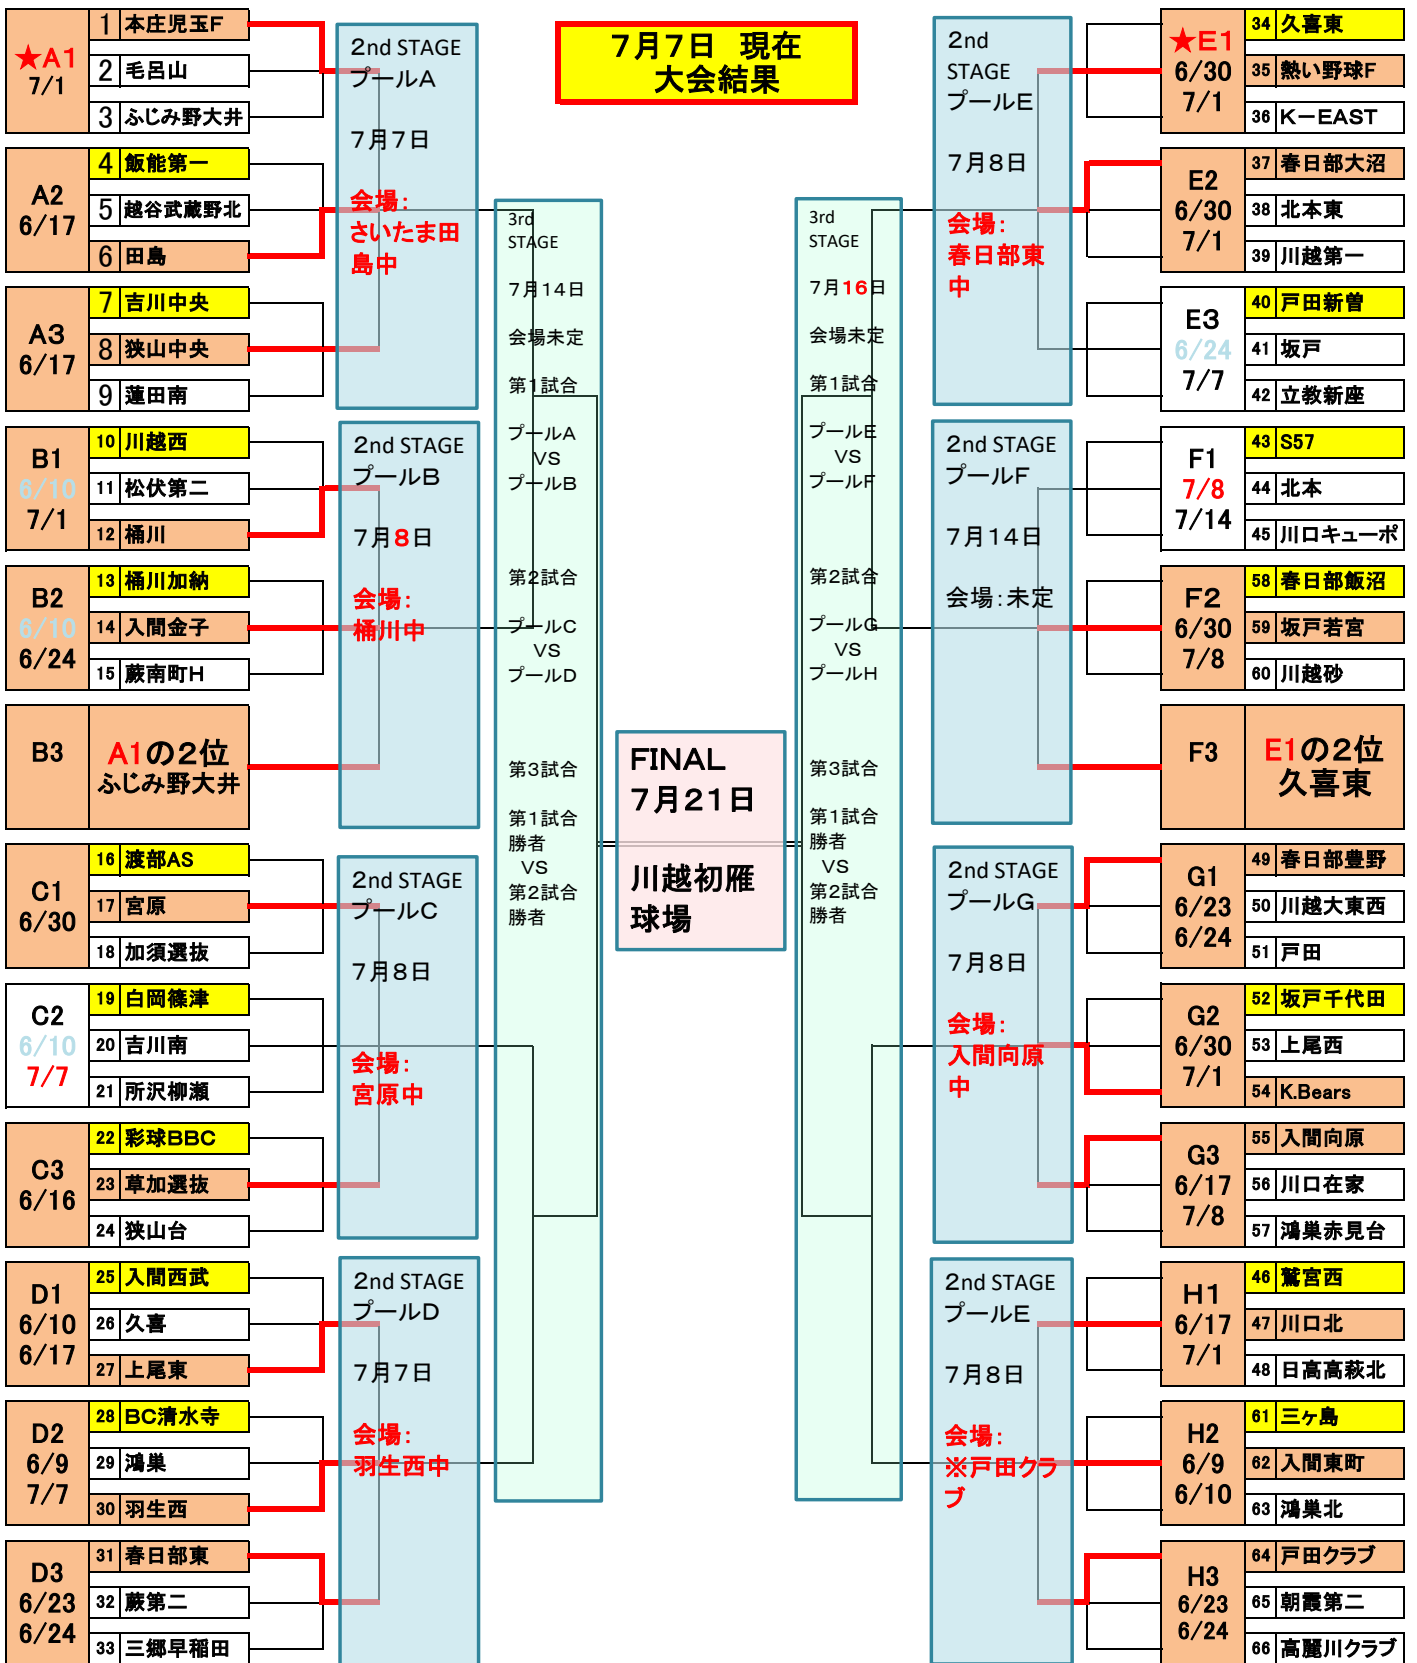 7月7日 現在
大会結果
★A1
7/1
1 本庄児玉F
2 毛呂山
3 ふじみ野大井
A2
6/17
4 飯能第一
5 越谷武蔵野北
6 田島
A3
6/17
7 吉川中央
8 狭山中央
9 蓮田南
B1
6/10
7/1
10 川越西
11 松伏第二
12 桶川
B2
6/10
6/24
13 桶川加納
14 入間金子
15 蕨南町H
B3
A1の2位
ふじみ野大井
C1
6/30
16 渡部AS
17 宮原
18 加須選抜
C2
6/10
7/7
19 白岡篠津
20 吉川南
21 所沢柳瀬
C3
6/16
22 彩球BBC
23 草加選抜
24 狭山台
D1
6/10
6/17
25 入間西武
26 久喜
27 上尾東
D2
6/9
7/7
28 BC清水寺
29 鴻巣
30 羽生西
D3
6/23
6/24
31 春日部東
32 蕨第二
33 三郷早稲田
2nd STAGE
プールA
7月7日
会場:
さいたま田
島中
2nd STAGE
プールB
7月8日
会場:
桶川中
2nd STAGE
プールC
7月8日
会場:
宮原中
2nd STAGE
プールD
7月7日
会場:
羽生西中
3rd
STAGE
7月14日
会場未定
第1試合
プールA
VS
プールB
第2試合
プールC
VS
プールD
第3試合
第1試合
勝者
VS
第2試合
勝者
FINAL
7月21日
川越初雁
球場
3rd
STAGE
7月16日
会場未定
第1試合
プールE
VS
プールF
第2試合
プールG
VS
プールH
第3試合
第1試合
勝者
VS
第2試合
勝者
2nd
STAGE
プールE
7月8日
会場:
春日部東
中
2nd STAGE
プールF
7月14日
会場:未定
2nd STAGE
プールG
7月8日
会場:
入間向原
中
2nd STAGE
プールE
7月8日
会場:
※戸田クラ
ブ
★E1
6/30
7/1
34 久喜東
35 熱い野球F
36 K-EAST
E2
6/30
7/1
37 春日部大沼
38 北本東
39 川越第一
E3
6/24
7/7
40 戸田新曽
41 坂戸
42 立教新座
F1
7/8
7/14
43 S57
44 北本
45 川口キューポ
F2
6/30
7/8
58 春日部飯沼
59 坂戸若宮
60 川越砂
F3
E1の2位
久喜東
G1
6/23
6/24
49 春日部豊野
50 川越大東西
51 戸田
G2
6/30
7/1
52 坂戸千代田
53 上尾西
54 K.Bears
G3
6/17
7/8
55 入間向原
56 川口在家
57 鴻巣赤見台
H1
6/17
7/1
46 鷲宮西
47 川口北
48 日高高萩北
H2
6/9
6/10
61 三ヶ島
62 入間東町
63 鴻巣北
H3
6/23
6/24
64 戸田クラブ
65 朝霞第二
66 高麗川クラブ